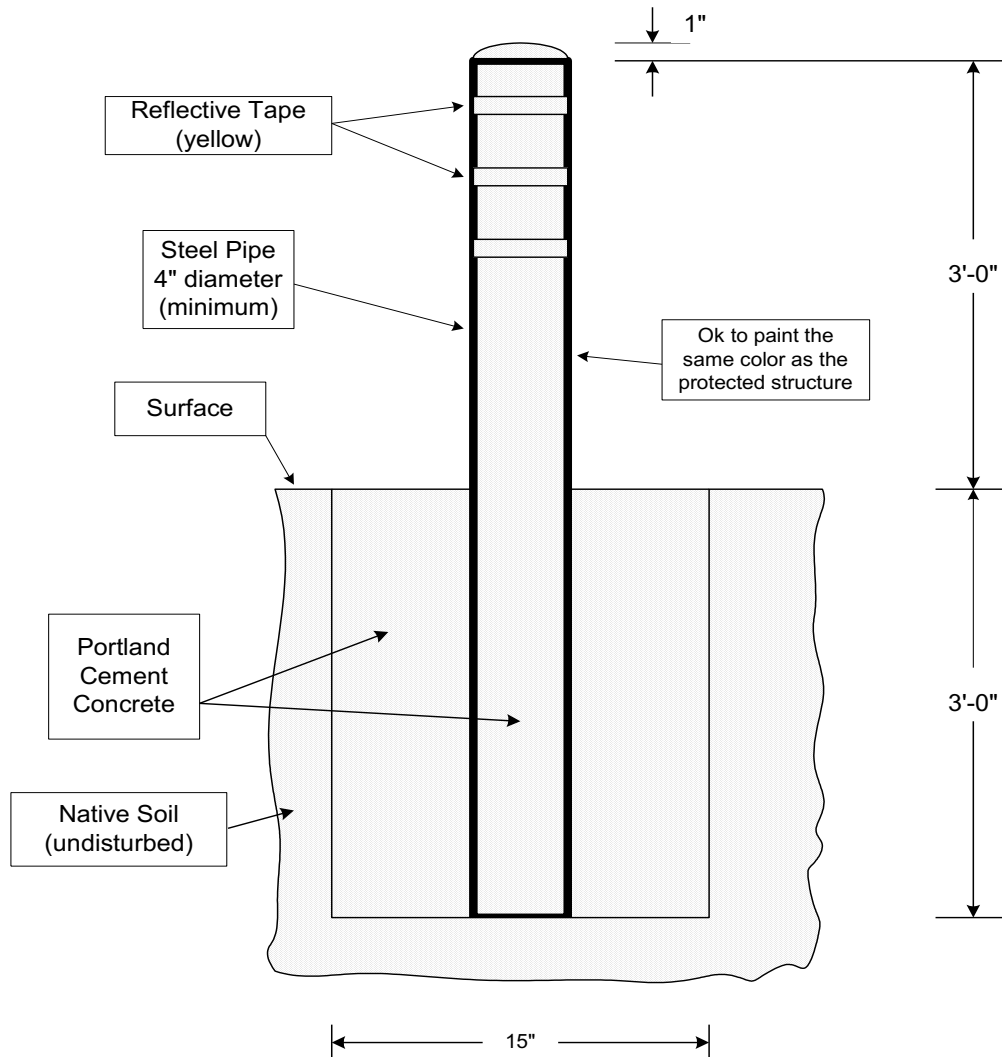 1"
Reflective Tape
(yellow)
Steel Pipe
4" diameter
(minimum)
3'-0"
Ok to paint the
same color as the
protected structure
Surface
Portland
Cement
Concrete
3'-0"
Native Soil
(undisturbed)
15"